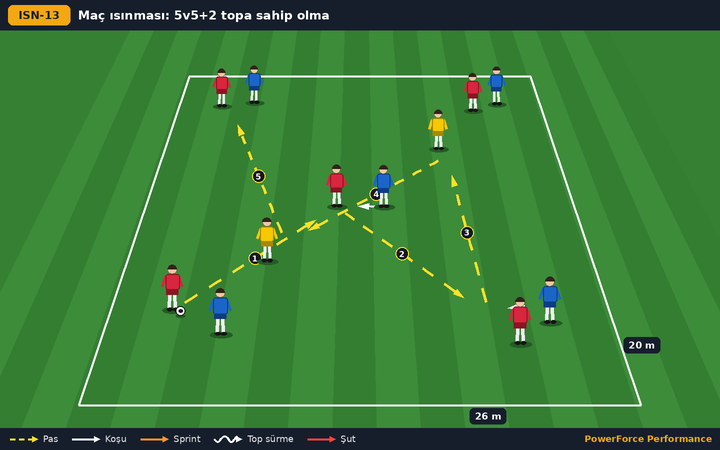 ISN-13 Maç ısınması: 5v5+2 topa sahip olma
5
4
3
2
1
20 m
26 m
Pas Koşu Sprint Top sürme Şut PowerForce Performance